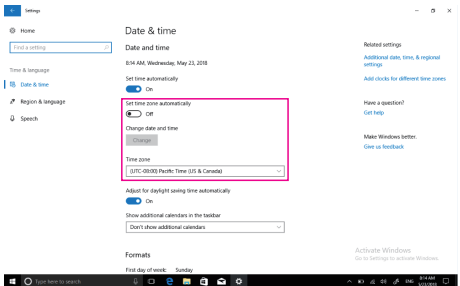 Settings
Home
Find a setting
Time & language
Date & time
Region & language
Speech
Date & time
Date and time
8:14 AM, Wednesday, May 23, 2018
Set time automatically
On
Set time zone automatically
Off
Change date and time
Change
Time zone
(UTC-08:00) Pacific Time (US & Canada)
Adjust for daylight saving time automatically
On
Show additional calendars in the taskbar
Don't show additional calendars
Formats
First day of week: Sunday
Related settings
Additional date, time, & regional
settings
Add clocks for different time zones
Have a question?
Get help
Make Windows better.
Give us feedback
Activate Windows
Go to Settings to activate Windows.
Type here to search
ENG
8:14 AM
5/23/2018